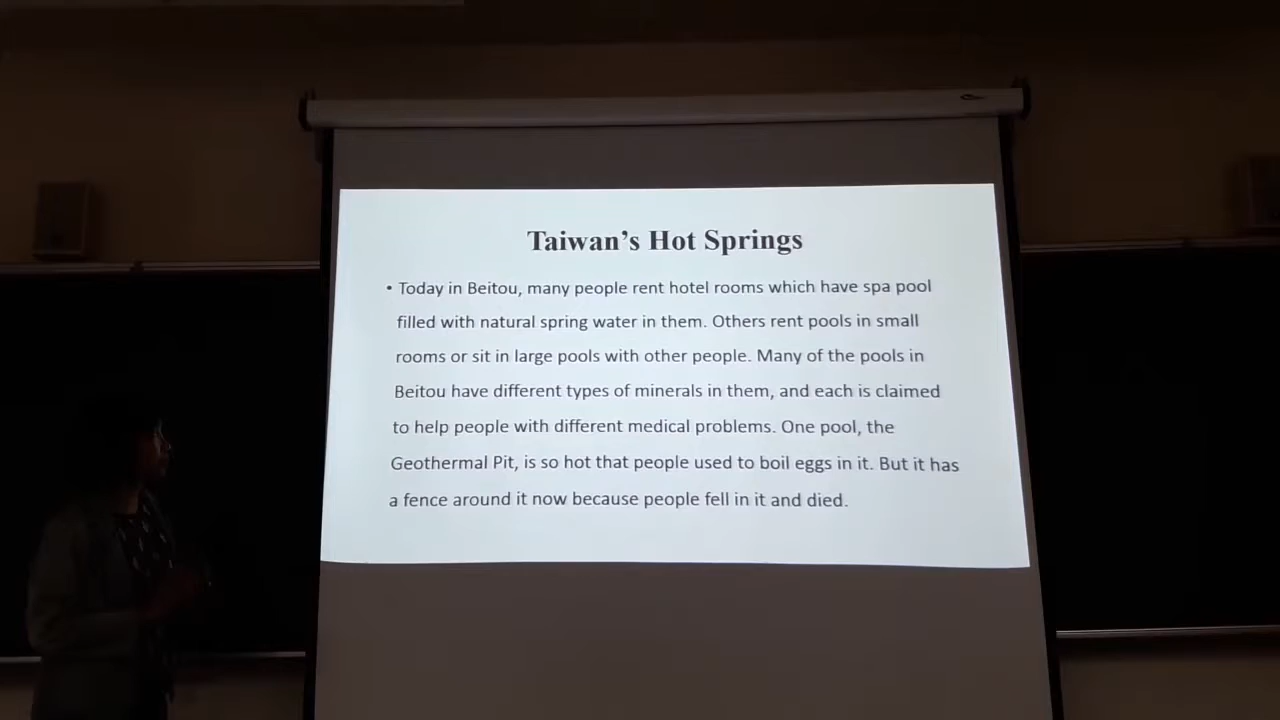 Taiwan’s Hot Springs
• Today in Beitou, many people rent hotel rooms which have spa pool
filled with natural spring water in them. Others rent pools in small
rooms or sit in large pools with other people. Many of the pools in
Beitou have different types of minerals in them, and each is claimed
to help people with different medical problems. One pool, the
Geothermal Pit, is so hot that people used to boil eggs in it. But it has
a fence around it now because people fell in it and died.